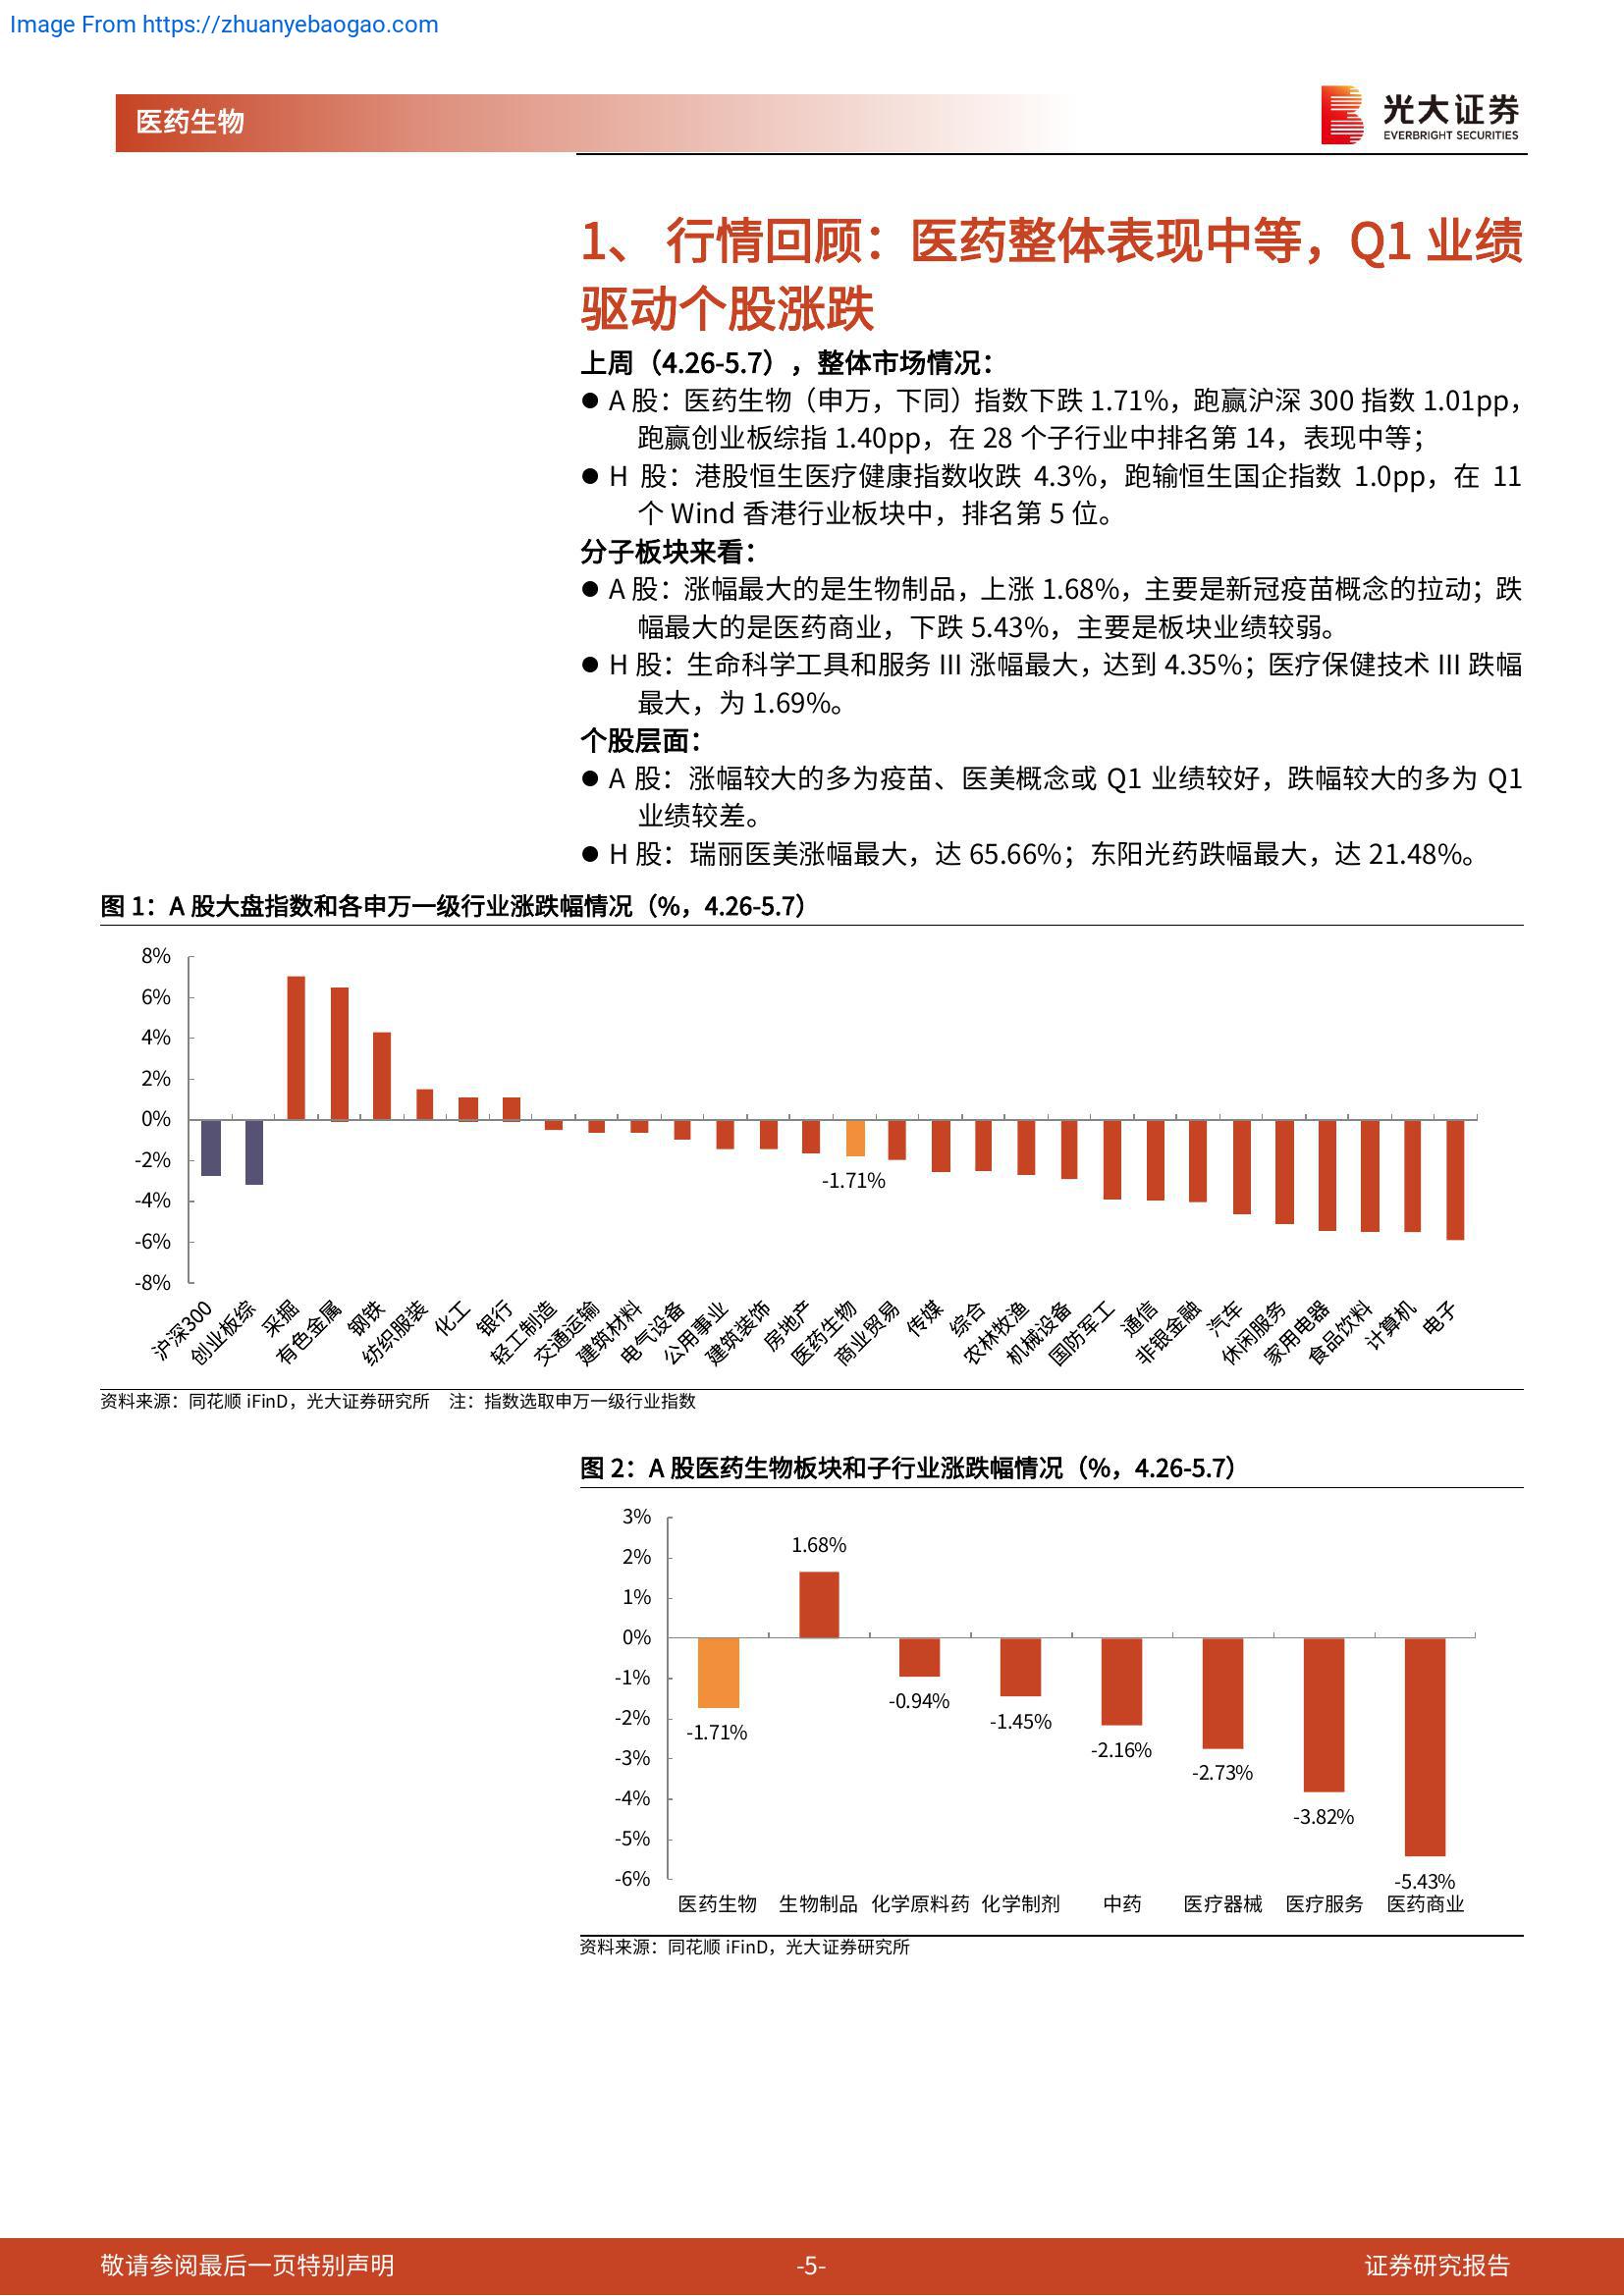 Image From https://zhuanyebaogao.com
医药生物
光大证券
EVERBRIGHT SECURITIES
1、 行情回顾：医药整体表现中等，Q1 业绩
驱动个股涨跌
上周（4.26-5.7），整体市场情况：
● A 股：医药生物（申万，下同）指数下跌 1.71%，跑赢沪深 300 指数 1.01pp，
跑赢创业板综指 1.40pp，在 28 个子行业中排名第 14，表现中等；
● H 股：港股恒生医疗健康指数收跌 4.3%，跑输恒生国企指数 1.0pp，在 11
个 Wind 香港行业板块中，排名第 5 位。
分子板块来看：
● A 股：涨幅最大的是生物制品，上涨 1.68%，主要是新冠疫苗概念的拉动；跌
幅最大的是医药商业，下跌 5.43%，主要是板块业绩较弱。
● H 股：生命科学工具和服务 III 涨幅最大，达到 4.35%；医疗保健技术 III 跌幅
最大，为 1.69%。
个股层面：
● A 股：涨幅较大的多为疫苗、医美概念或 Q1 业绩较好，跌幅较大的多为 Q1
业绩较差。
● H 股：瑞丽医美涨幅最大，达 65.66%；东阳光药跌幅最大，达 21.48%。
图 1：A 股大盘指数和各申万一级行业涨跌幅情况（%，4.26-5.7）
8%
6%
4%
2%
0%
-2%
-4%
-6%
-8%
-1.71%
沪深300 创业板综 采掘 有色金属 钢铁 纺织服装 化工 银行 轻工制造 交通运输 建筑材料 电气设备 公用事业 建筑装饰 房地产 医药生物 商业贸易 传媒 综合 农林牧渔 机械设备 国防军工 通信 非银金融 汽车 休闲服务 家用电器 食品饮料 计算机 电子
资料来源：同花顺 iFinD，光大证券研究所 注：指数选取申万一级行业指数
图 2：A 股医药生物板块和子行业涨跌幅情况（%，4.26-5.7）
3%
2%
1%
0%
-1%
-2%
-3%
-4%
-5%
-6%
-1.71%
1.68%
-0.94%
-1.45%
-2.16%
-2.73%
-3.82%
-5.43%
医药生物 生物制品 化学原料药 化学制剂 中药 医疗器械 医疗服务 医药商业
资料来源：同花顺 iFinD，光大证券研究所
敬请参阅最后一页特别声明 -5- 证券研究报告